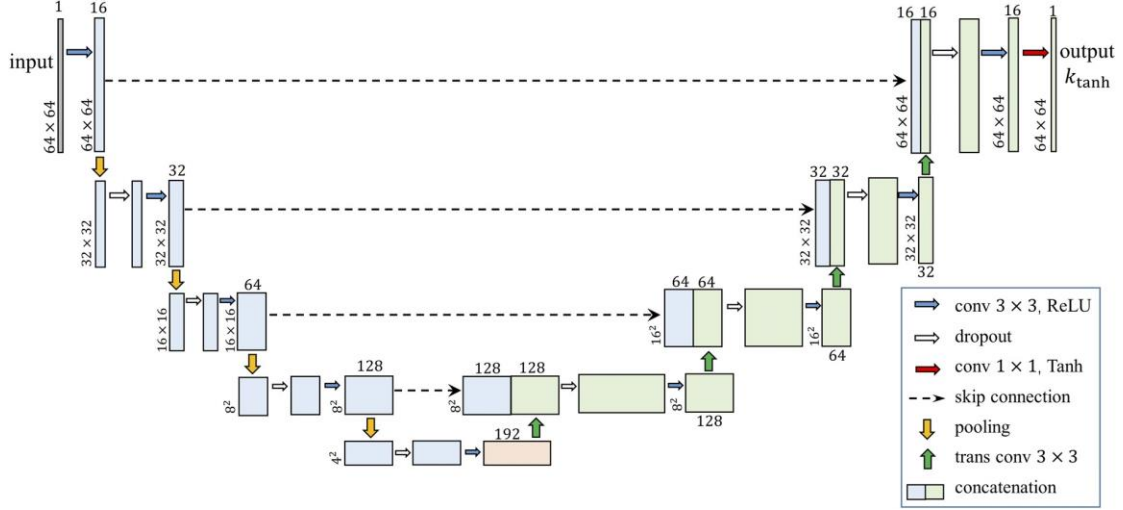 1
16
input
64 × 64
64 × 64
16 16
16
1
output
k_tanh
64 × 64
64 × 64
64 × 64
32
32 × 32
32 × 32
32 32
32 × 32
32 × 32
32
64
16 × 16
16 × 16
64 64
16²
16²
64
128
8²
8²
128 128
8²
8²
128
4²
192
conv 3 × 3, ReLU
dropout
conv 1 × 1, Tanh
skip connection
pooling
trans conv 3 × 3
concatenation